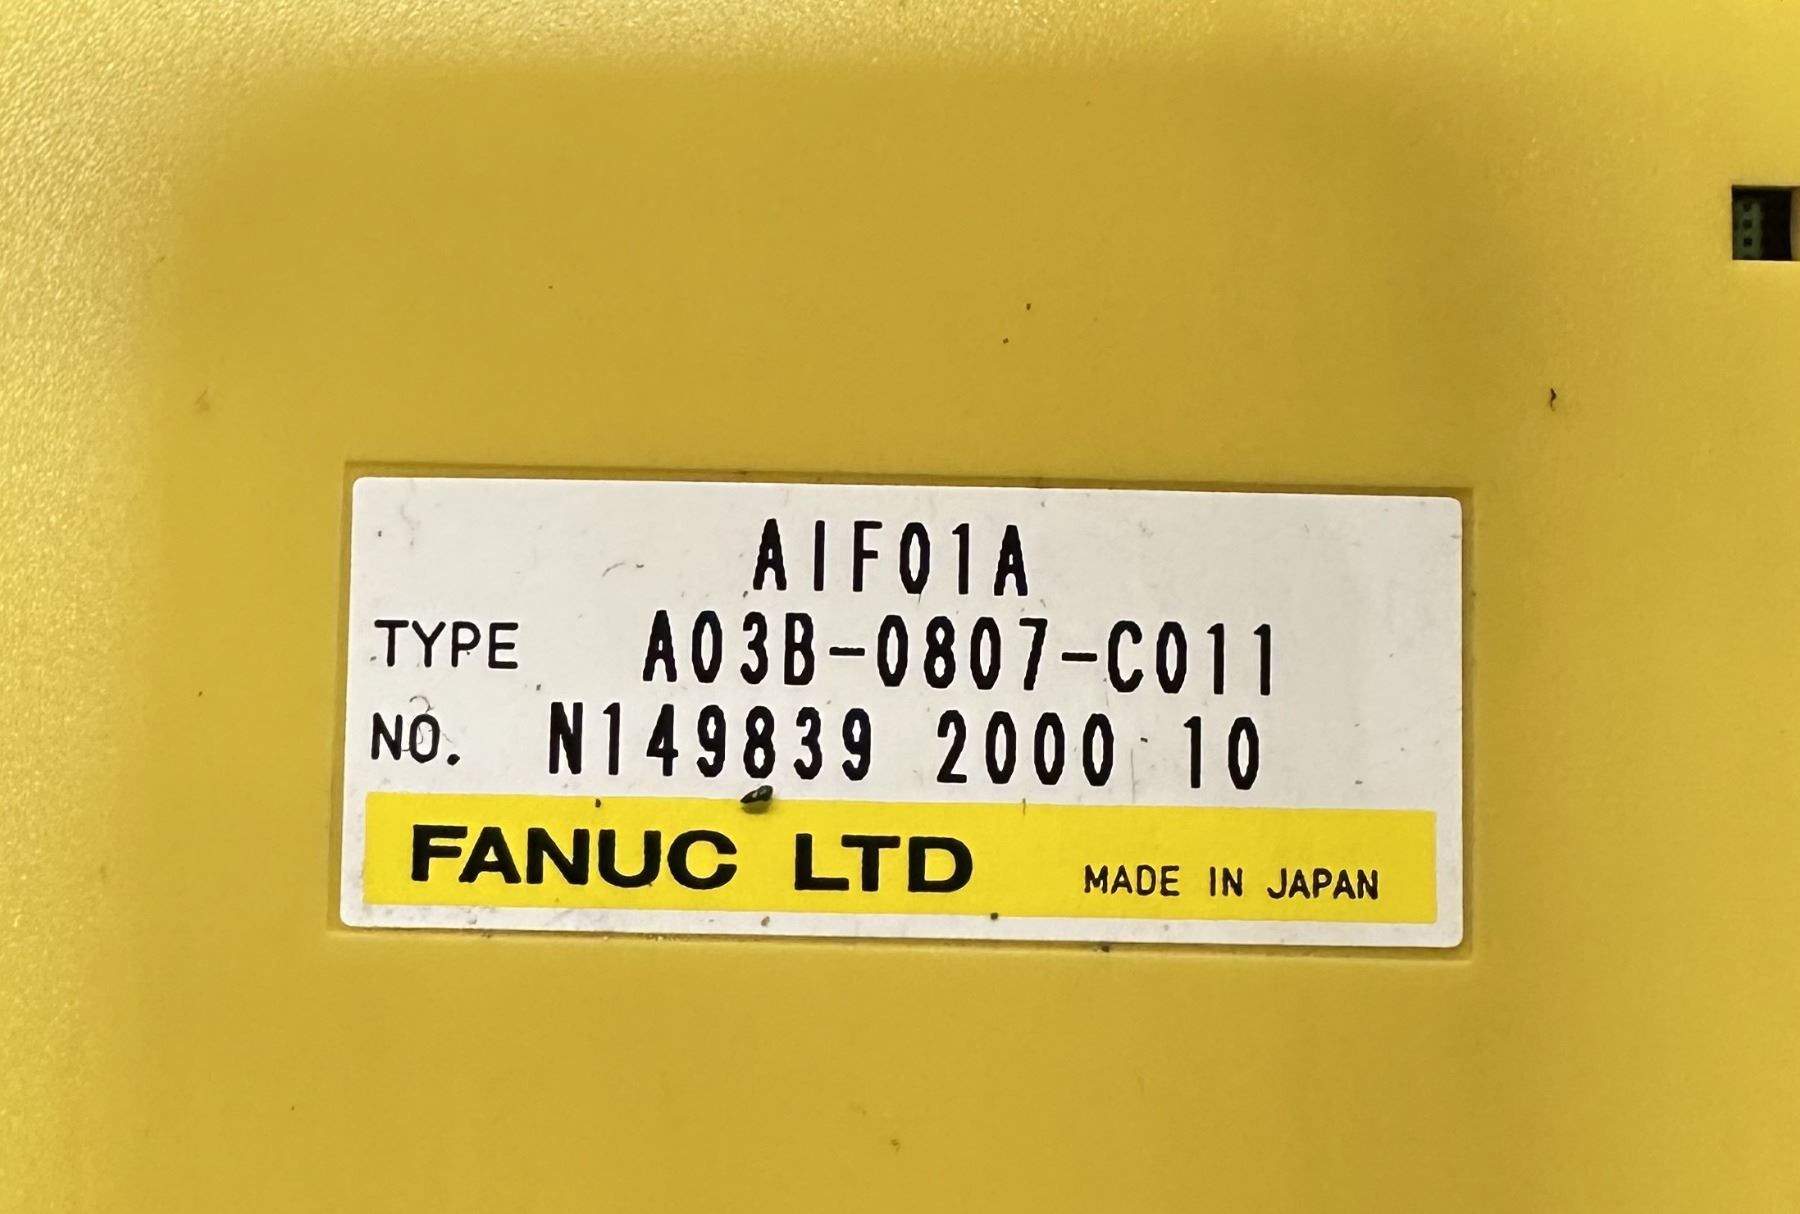 AIF01A
TYPE A03B-0807-C011
NO. N149839 2000 10
FANUC LTD MADE IN JAPAN